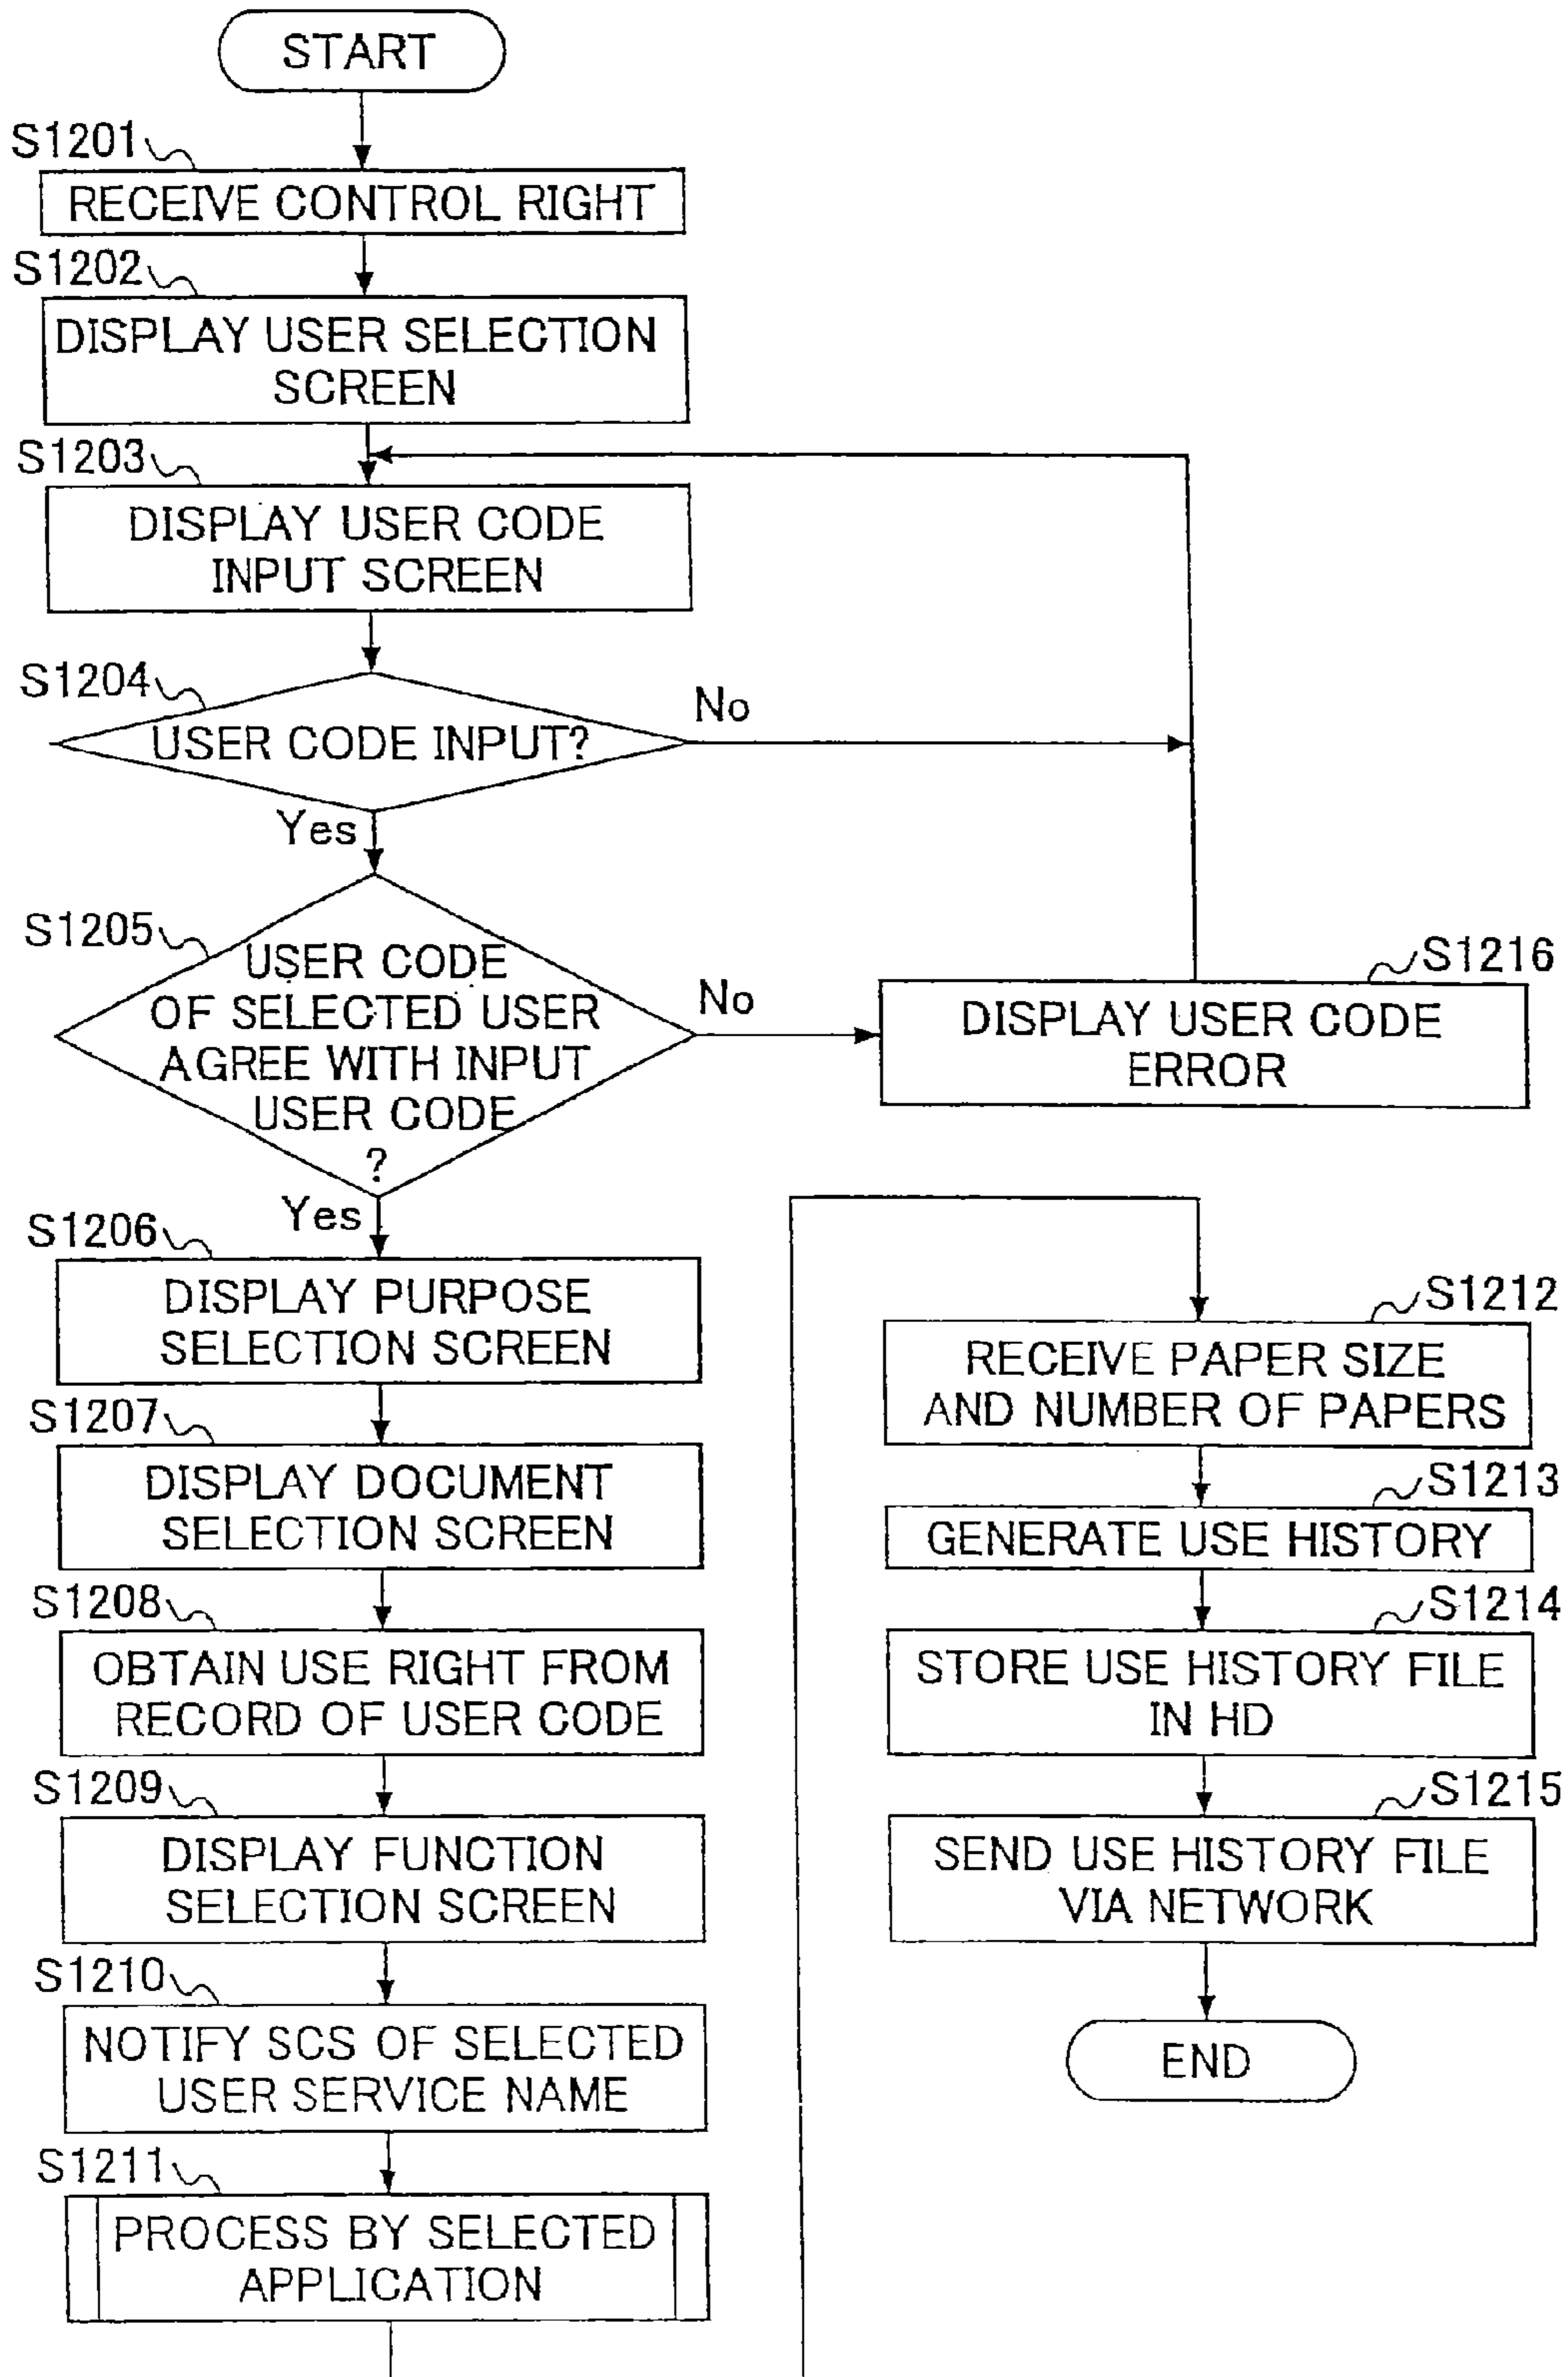 START
S1201
RECEIVE CONTROL RIGHT
S1202
DISPLAY USER SELECTION
SCREEN
S1203
DISPLAY USER CODE
INPUT SCREEN
S1204
USER CODE INPUT?
No
Yes
S1205
USER CODE
OF SELECTED USER
AGREE WITH INPUT
USER CODE
?
No
S1216
DISPLAY USER CODE
ERROR
Yes
S1206
DISPLAY PURPOSE
SELECTION SCREEN
S1207
DISPLAY DOCUMENT
SELECTION SCREEN
S1208
OBTAIN USE RIGHT FROM
RECORD OF USER CODE
S1209
DISPLAY FUNCTION
SELECTION SCREEN
S1210
NOTIFY SCS OF SELECTED
USER SERVICE NAME
S1211
PROCESS BY SELECTED
APPLICATION
S1212
RECEIVE PAPER SIZE
AND NUMBER OF PAPERS
S1213
GENERATE USE HISTORY
S1214
STORE USE HISTORY FILE
IN HD
S1215
SEND USE HISTORY FILE
VIA NETWORK
END